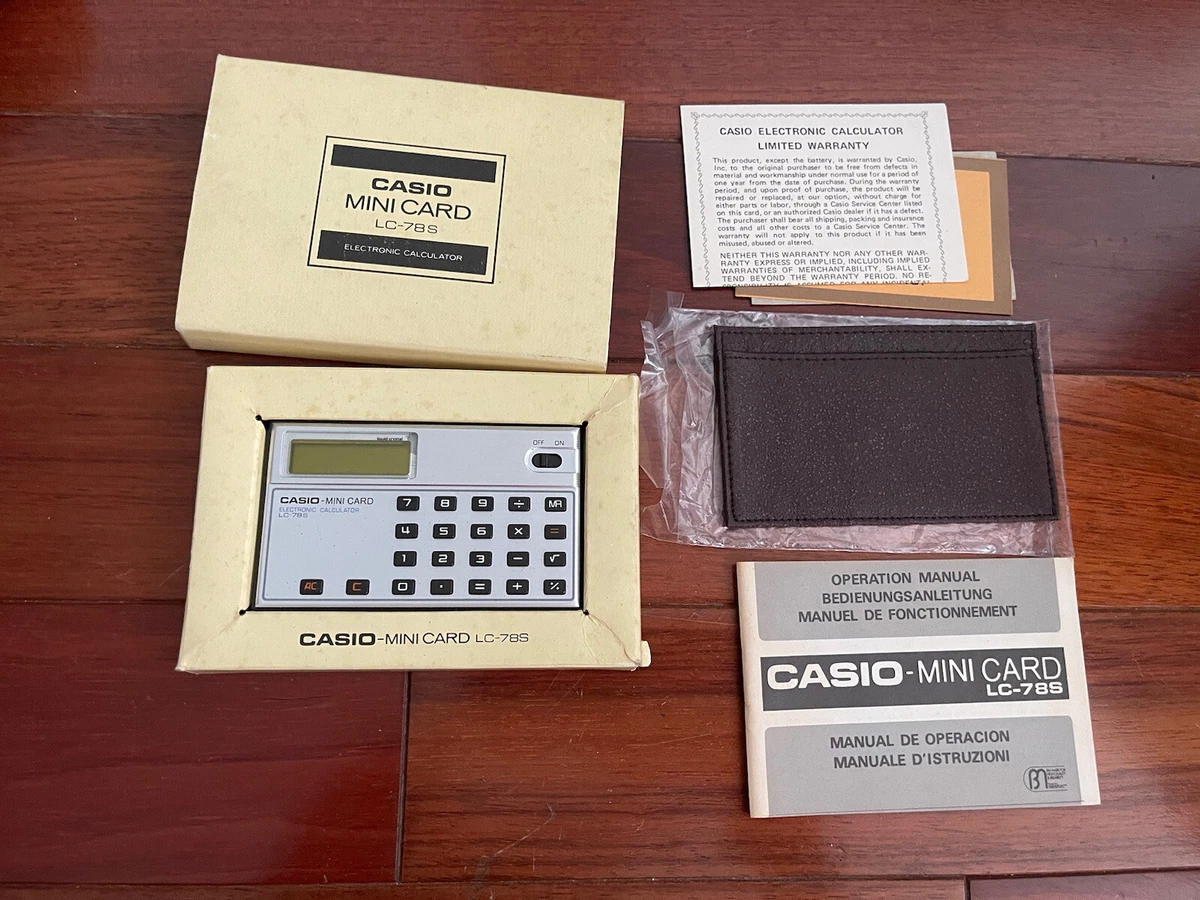 CASIO
MINI CARD
LC-78S
ELECTRONIC CALCULATOR
CASIO ELECTRONIC CALCULATOR
LIMITED WARRANTY
This product, except the battery, is warranted by Casio,
Inc. to the original purchaser to be free from defects in
material and workmanship under normal use for a period of
one year from the date of purchase. During the warranty
period, and upon proof of purchase, the product will be
repaired or replaced, at our option, without charge for
either parts or labor, through a Casio Service Center listed
on this card, or an authorized Casio dealer if it has a defect.
The purchaser shall bear all shipping, packing and insurance
costs and all other costs to a Casio Service Center. The
warranty will not apply to this product if it has been
misused, abused or altered.
NEITHER THIS WARRANTY NOR ANY OTHER WAR-
RANTY EXPRESS OR IMPLIED, INCLUDING IMPLIED
WARRANTIES OF MERCHANTABILITY, SHALL EX-
TEND BEYOND THE WARRANTY PERIOD. NO RE-
SPONSIBILITY IS ASSUMED FOR ANY INCIDENTAL
liquid crystal
OFF ON
CASIO-MINI CARD
ELECTRONIC CALCULATOR
LC-78S
7 8 9 ÷ MR
4 5 6 × =
1 2 3 − √
AC C 0 · = + %
CASIO-MINI CARD LC-78S
OPERATION MANUAL
BEDIENUNGSANLEITUNG
MANUEL DE FONCTIONNEMENT
CASIO-MINI CARD
LC-78S
MANUAL DE OPERACION
MANUALE D'ISTRUZIONI